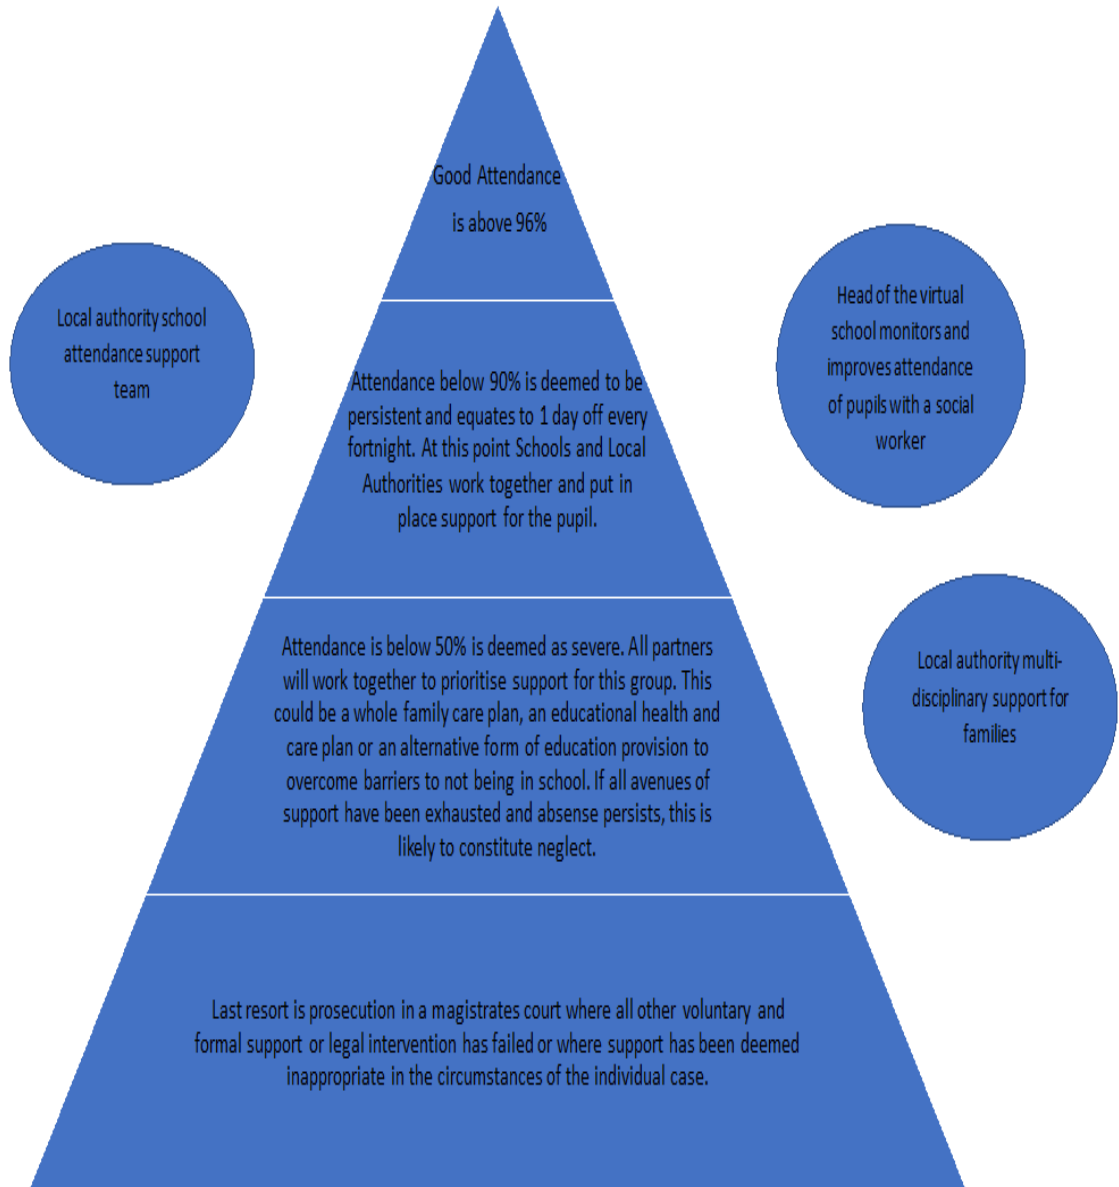 Good Attendance
is above 96%
Local authority school
attendance support
team
Head of the virtual
school monitors and
improves attendance
of pupils with a social
worker
Attendance below 90% is deemed to be
persistent and equates to 1 day off every
fortnight. At this point Schools and Local
Authorities work together and put in
place support for the pupil.
Attendance is below 50% is deemed as severe. All partners
will work together to prioritise support for this group. This
could be a whole family care plan, an educational health and
care plan or an alternative form of education provision to
overcome barriers to not being in school. If all avenues of
support have been exhausted and absense persists, this is
likely to constitute neglect.
Local authority multi-
disciplinary support for
families
Last resort is prosecution in a magistrates court where all other voluntary and
formal support or legal intervention has failed or where support has been deemed
inappropriate in the circumstances of the individual case.